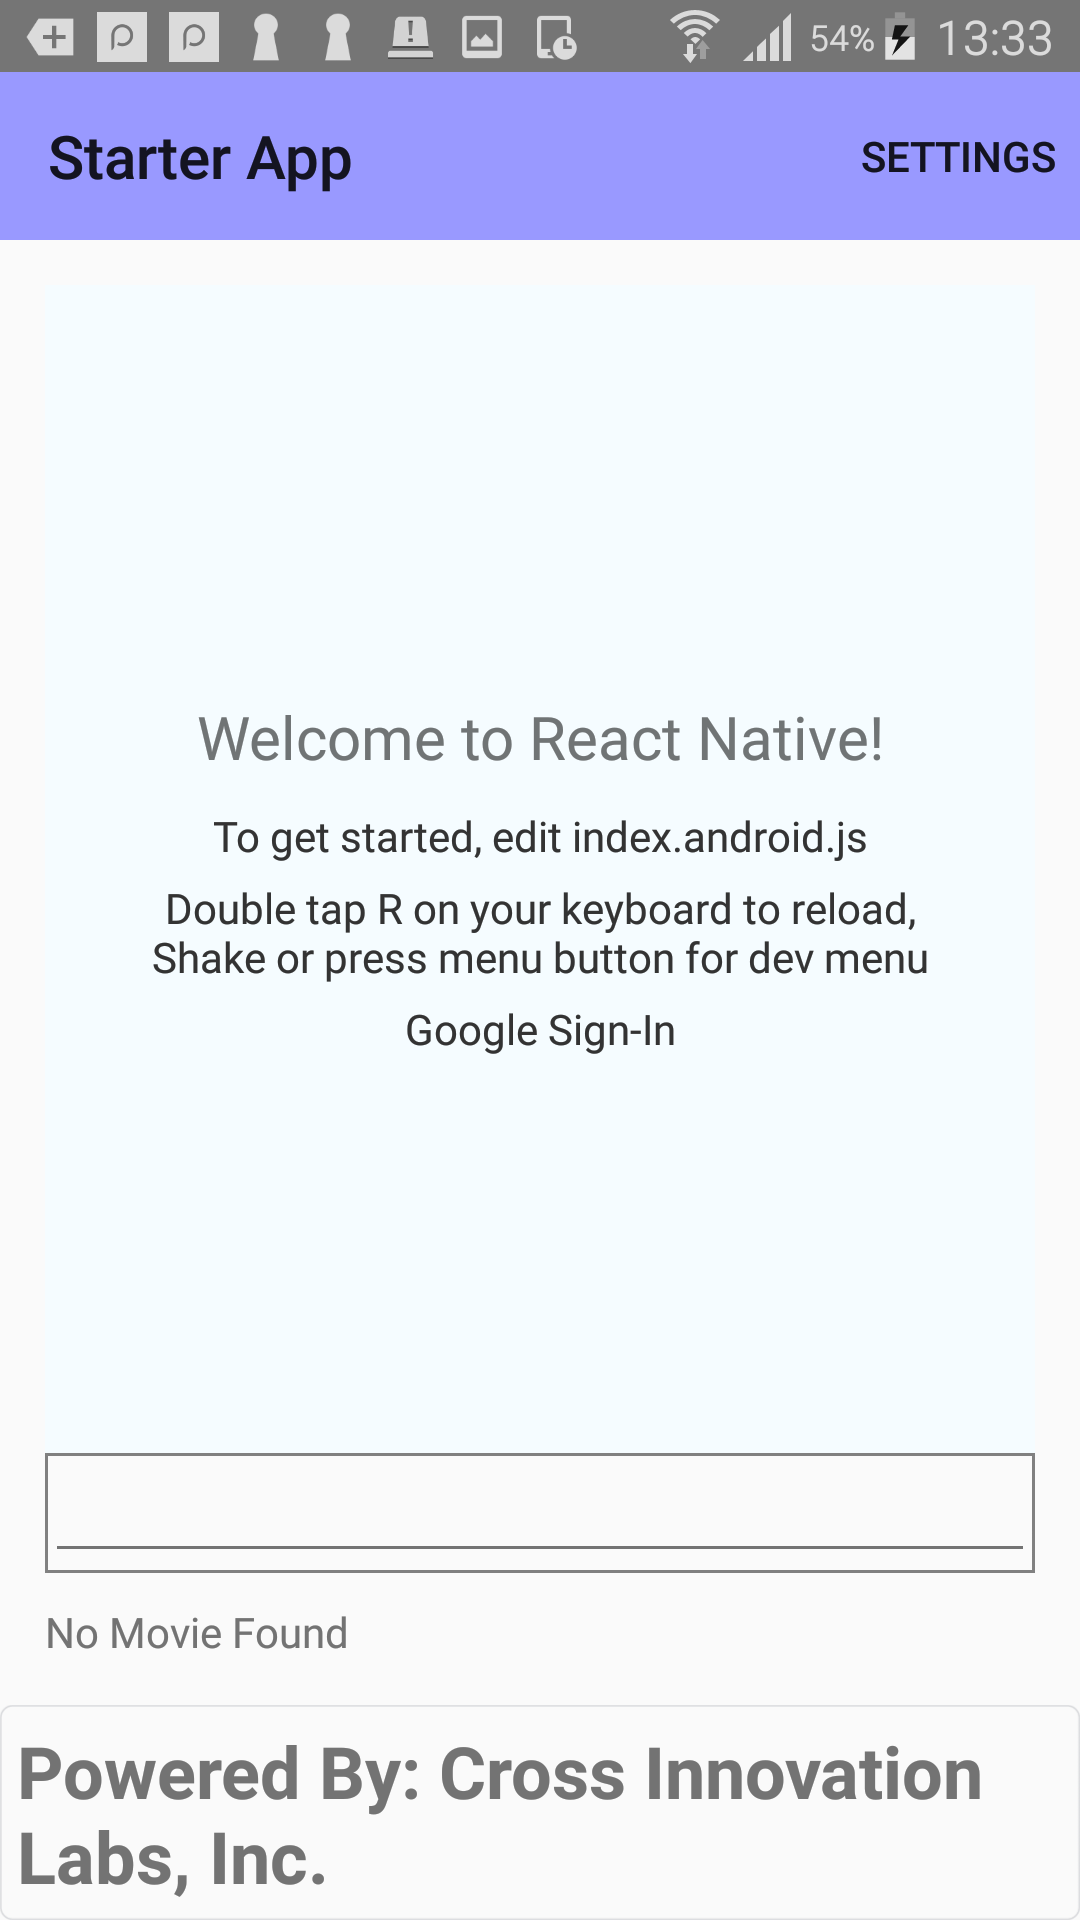 54% 13:33
Starter App SETTINGS
Welcome to React Native!
To get started, edit index.android.js
Double tap R on your keyboard to reload,
Shake or press menu button for dev menu
Google Sign-In
No Movie Found
Powered By: Cross Innovation
Labs, Inc.